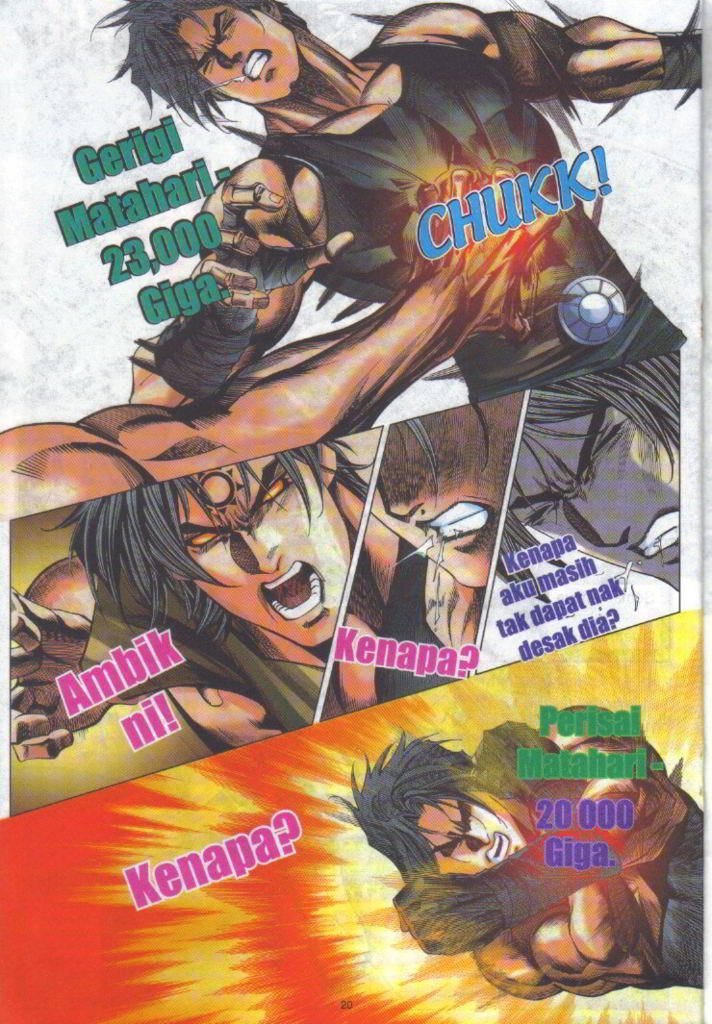 Gerigi
Matahari -
23,000
Giga.
CHUKK!
Ambik
ni!
Kenapa?
Kenapa
aku masih
tak dapat nak
desak dia?
Perisai
Matahari -
20 000
Giga.
Kenapa?
20